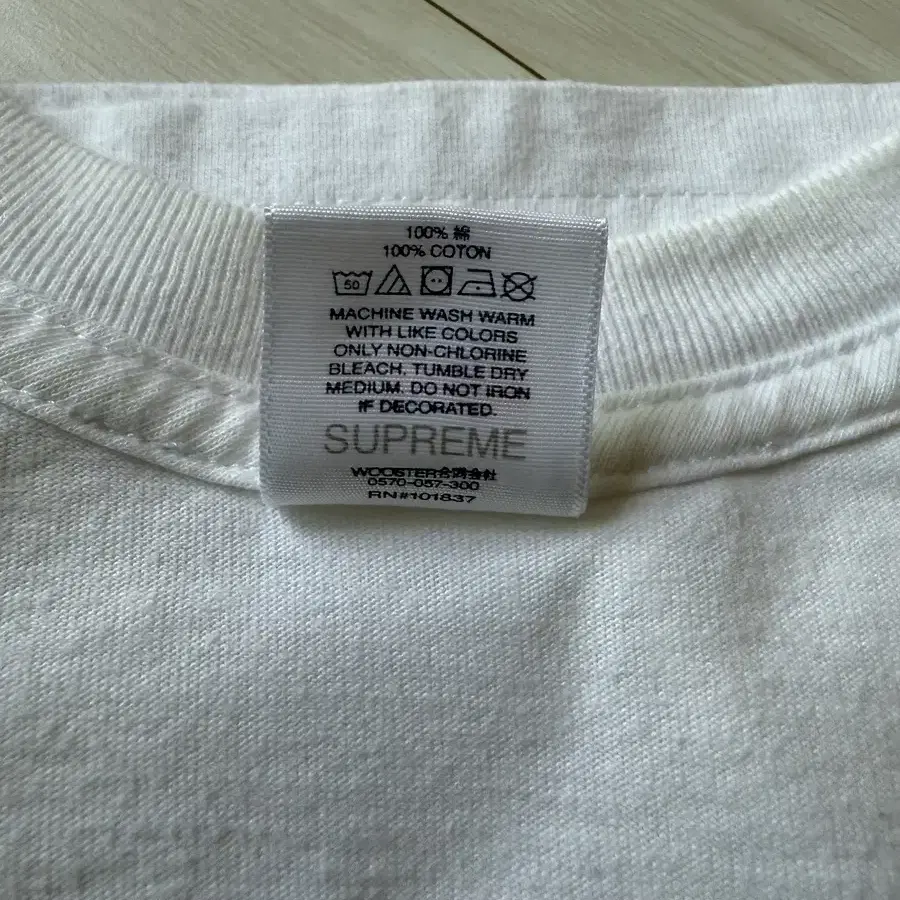 100% 綿
100% COTON
50
MACHINE WASH WARM
WITH LIKE COLORS
ONLY NON-CHLORINE
BLEACH. TUMBLE DRY
MEDIUM. DO NOT IRON
IF DECORATED.
SUPREME
WOOSTER合同会社
0570-057-300
RN#101837